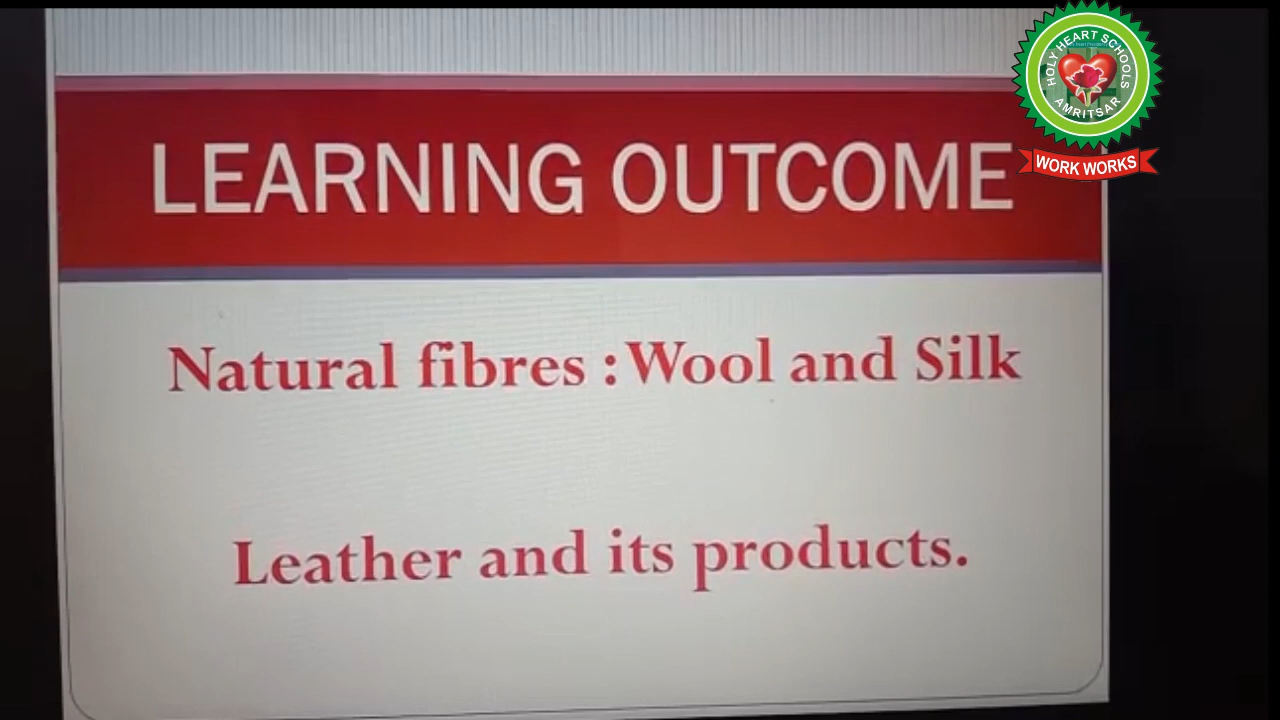 HOLY HEART SCHOOLS
AMRITSAR
WORK WORKS
LEARNING OUTCOME
Natural fibres : Wool and Silk
Leather and its products.